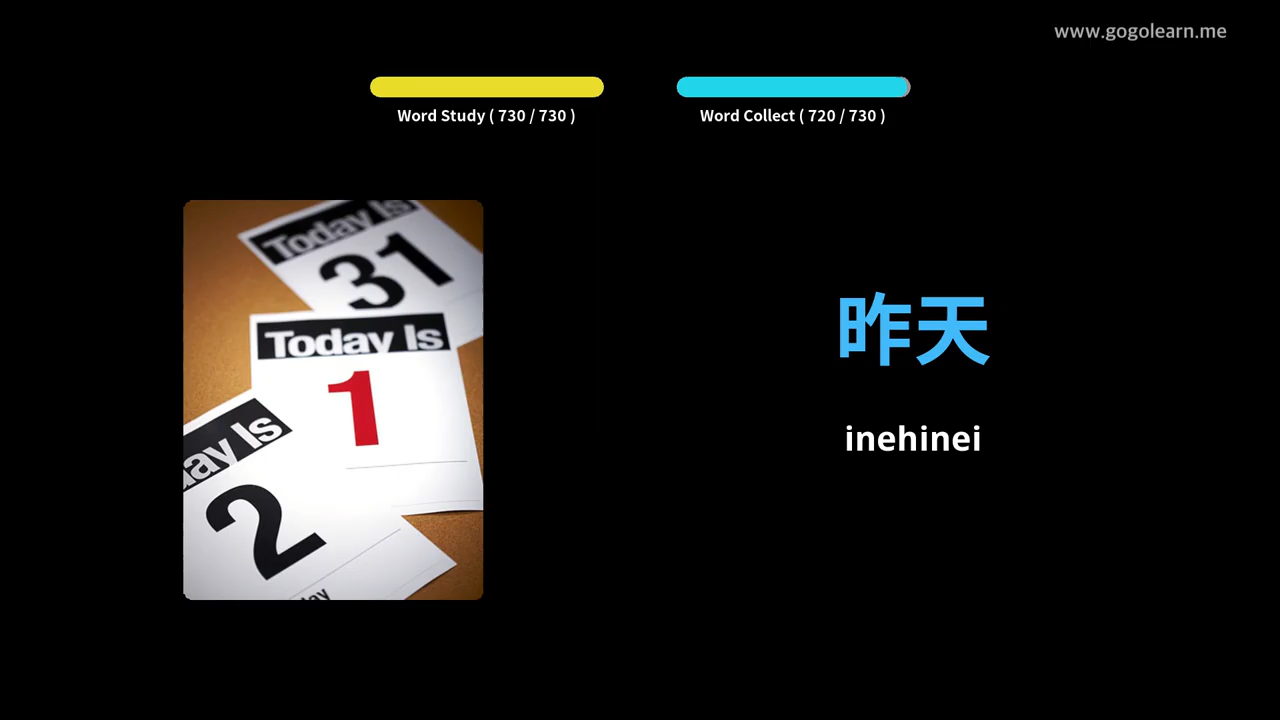 www.gogolearn.me
Word Study ( 730 / 730 )
Word Collect ( 720 / 730 )
Today Is
31
Today Is
1
ay Is
2
昨天
inehinei